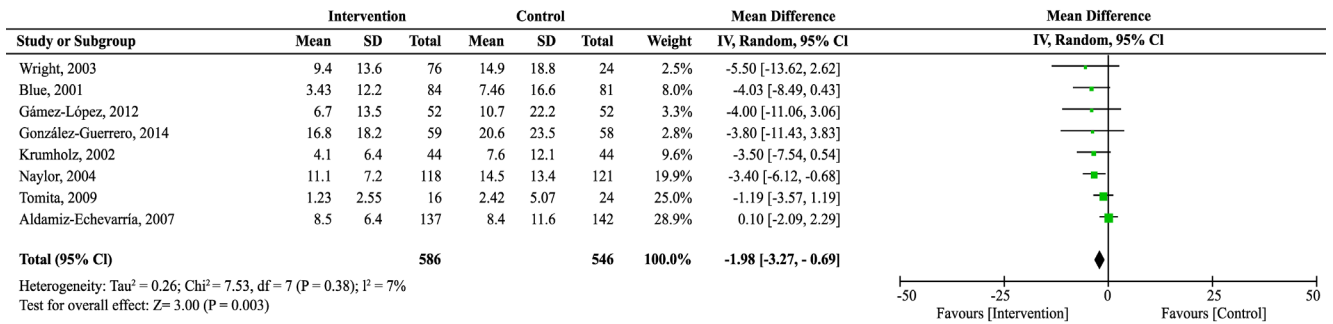 Intervention Control Mean Difference Mean Difference
Study or Subgroup Mean SD Total Mean SD Total Weight IV, Random, 95% CI IV, Random, 95% CI
Wright, 2003 9.4 13.6 76 14.9 18.8 24 2.5% -5.50 [-13.62, 2.62]
Blue, 2001 3.43 12.2 84 7.46 16.6 81 8.0% -4.03 [-8.49, 0.43]
Gámez-López, 2012 6.7 13.5 52 10.7 22.2 52 3.3% -4.00 [-11.06, 3.06]
González-Guerrero, 2014 16.8 18.2 59 20.6 23.5 58 2.8% -3.80 [-11.43, 3.83]
Krumholz, 2002 4.1 6.4 44 7.6 12.1 44 9.6% -3.50 [-7.54, 0.54]
Naylor, 2004 11.1 7.2 118 14.5 13.4 121 19.9% -3.40 [-6.12, -0.68]
Tomita, 2009 1.23 2.55 16 2.42 5.07 24 25.0% -1.19 [-3.57, 1.19]
Aldamiz-Echevarría, 2007 8.5 6.4 137 8.4 11.6 142 28.9% 0.10 [-2.09, 2.29]
Total (95% CI) 586 546 100.0% -1.98 [-3.27, - 0.69]
Heterogeneity: Tau² = 0.26; Chi² = 7.53, df = 7 (P = 0.38); l² = 7%
Test for overall effect: Z= 3.00 (P = 0.003)
-50 -25 0 25 50
Favours [Intervention] Favours [Control]